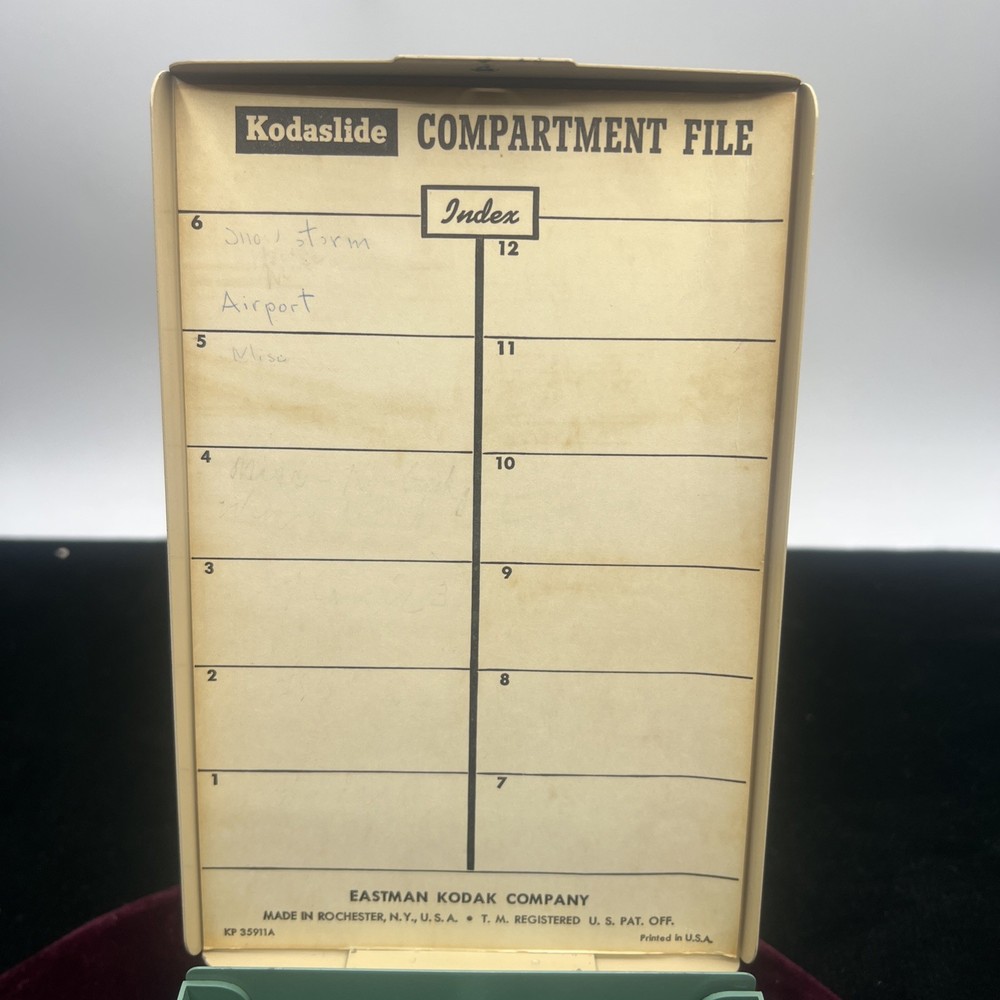 Kodaslide COMPARTMENT FILE
Index
6
storm
Airport
12
5
Misc
11
4
10
3
9
2
8
1
7
EASTMAN KODAK COMPANY
MADE IN ROCHESTER, N.Y., U.S.A. • T. M. REGISTERED U. S. PAT. OFF.
KP 35911A
Printed in U.S.A.